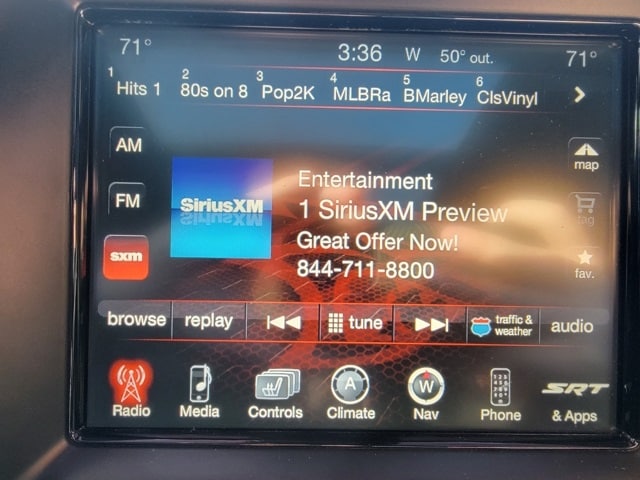 71° 3:36 W 50° out. 71°
1 Hits 1 2 80s on 8 3 Pop2K 4 MLBRa 5 BMarley 6 ClsVinyl
AM
map
SiriusXM
Entertainment
1 SiriusXM Preview
FM
tag
Great Offer Now!
sxm
844-711-8800
fav.
browse replay tune traffic & weather audio
A W
SRT
Radio Media Controls Climate Nav Phone & Apps